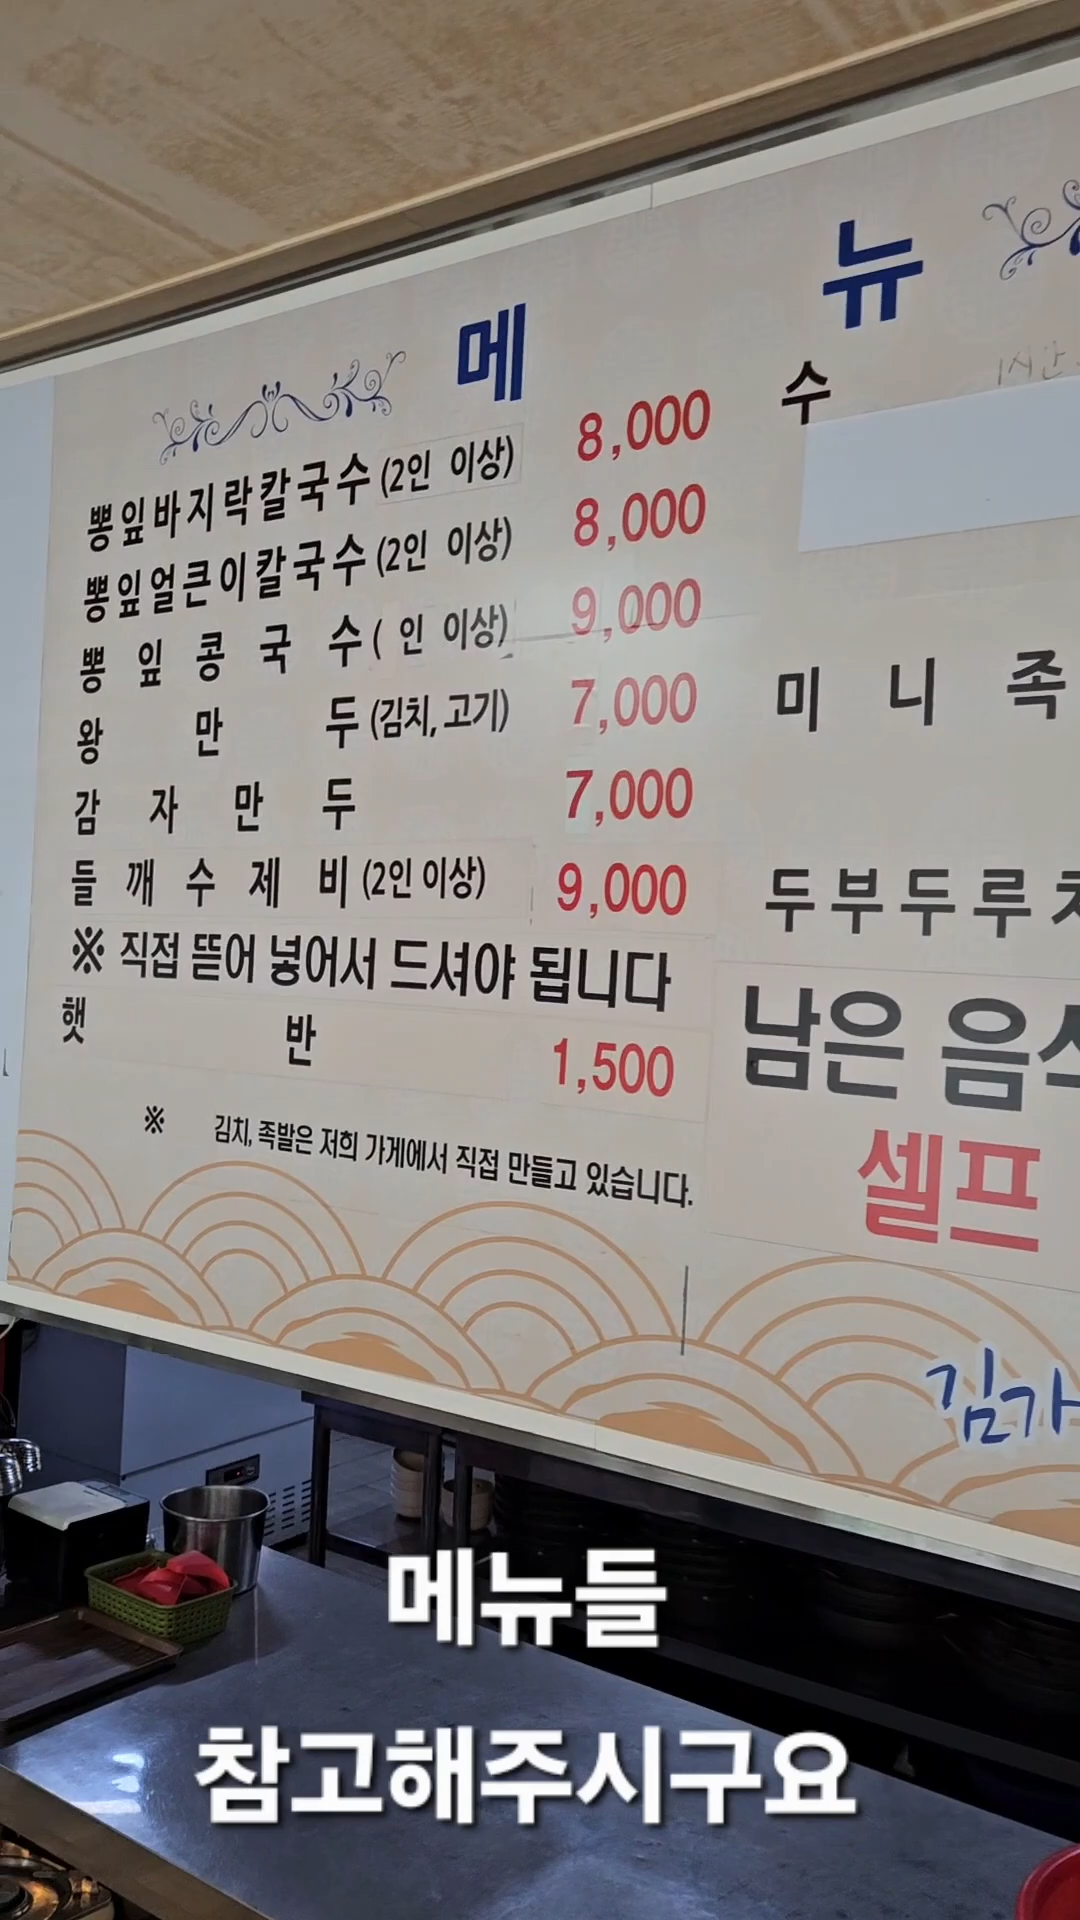 메 뉴
뽕잎바지락칼국수 (2인 이상) 8,000
뽕잎얼큰이칼국수 (2인 이상) 8,000
뽕잎콩국수 ( 인 이상) 9,000
왕만두 (김치, 고기) 7,000
감자만두 7,000
들깨수제비 (2인 이상) 9,000
※ 직접 뜯어 넣어서 드셔야 됩니다
햇반 1,500
※ 김치, 족발은 저희 가게에서 직접 만들고 있습니다.
1시간
수
미니족
두부두루치
남은 음식
셀프
김가
메뉴들
참고해주시구요